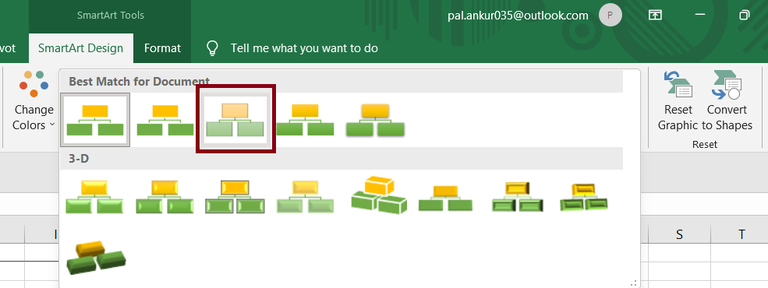 SmartArt Tools
pal.ankur035@outlook.com P
vot SmartArt Design Format Tell me what you want to do
Best Match for Document
Change
Colors
3-D
Reset
Graphic
Convert
to Shapes
Reset
I S T